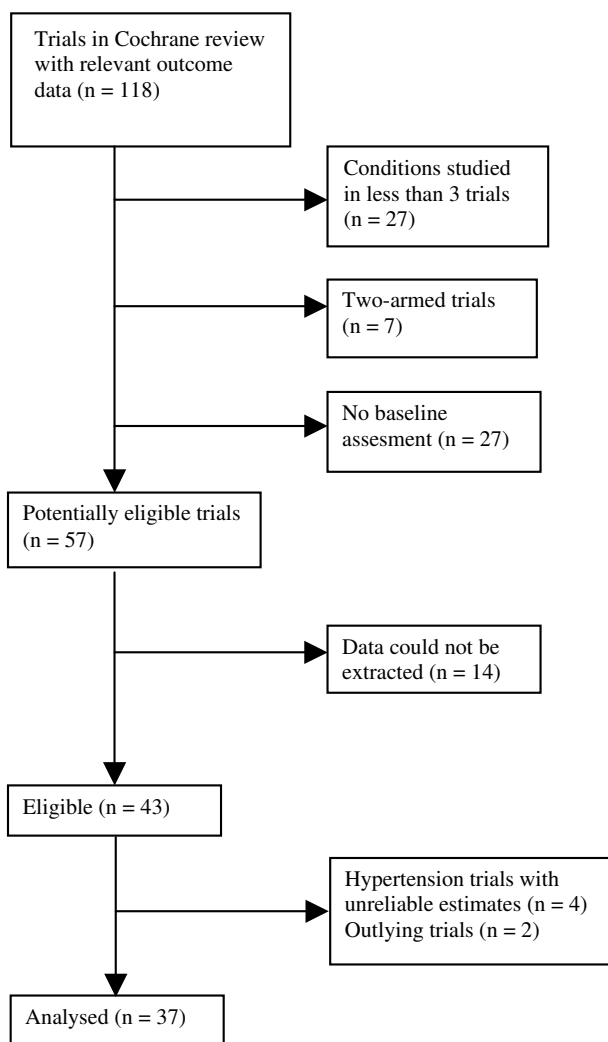 Trials in Cochrane review
with relevant outcome
data (n = 118)
Conditions studied
in less than 3 trials
(n = 27)
Two-armed trials
(n = 7)
No baseline
assesment (n = 27)
Potentially eligible trials
(n = 57)
Data could not be
extracted (n = 14)
Eligible (n = 43)
Hypertension trials with
unreliable estimates (n = 4)
Outlying trials (n = 2)
Analysed (n = 37)